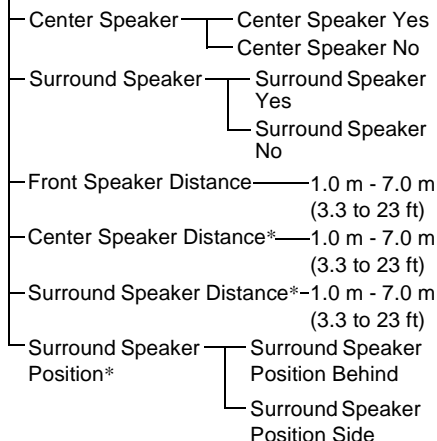 Center Speaker Center Speaker Yes
Center Speaker No
Surround Speaker Surround Speaker
Yes
Surround Speaker
No
Front Speaker Distance 1.0 m - 7.0 m
(3.3 to 23 ft)
Center Speaker Distance* 1.0 m - 7.0 m
(3.3 to 23 ft)
Surround Speaker Distance* 1.0 m - 7.0 m
(3.3 to 23 ft)
Surround Speaker Surround Speaker
Position* Position Behind
Surround Speaker
Position Side